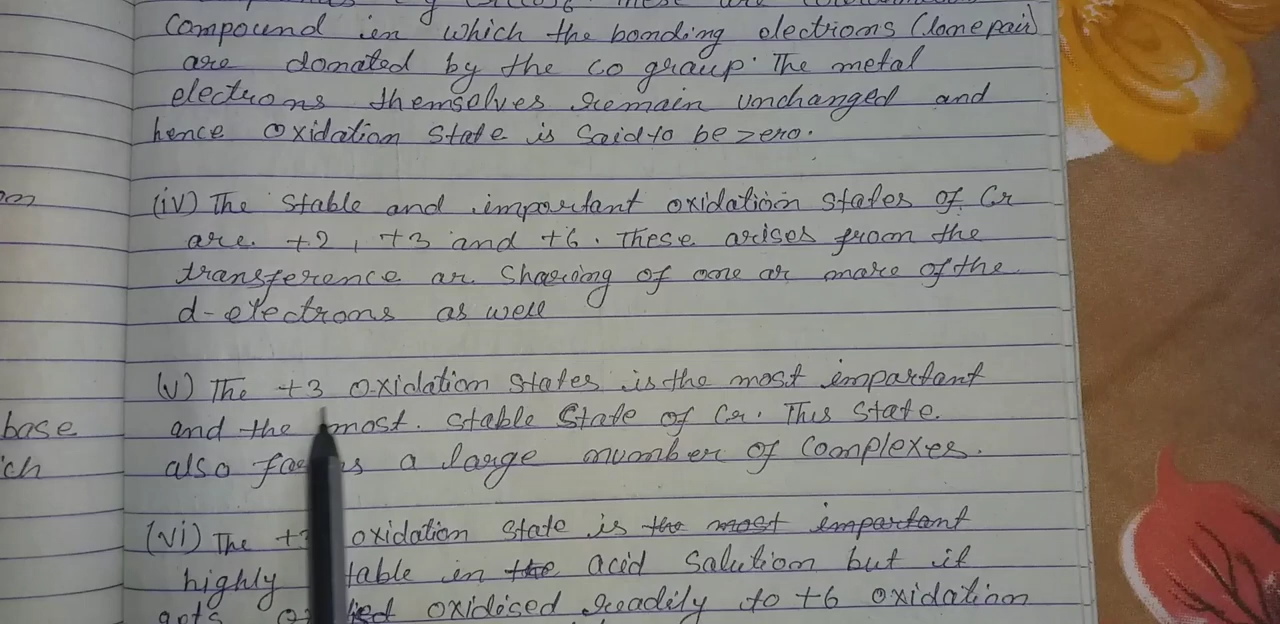 compound in which the bonding electrons (lone pair)
are donated by the co group. The metal
electrons themselves remain unchanged and
hence oxidation state is said to be zero.
(iv) The stable and important oxidation states of Cr
are. +2, +3 and +6. These arises from the
transference or sharing of one or more of the
d-electrons as well
(v) The +3 oxidation states is the most important
base and the most. stable state of Cr. This state.
ch also a large number of complexes.
(vi) The oxidation state is the most important
highly in the acid solution but it
gets oxidised readily to +6 oxidation